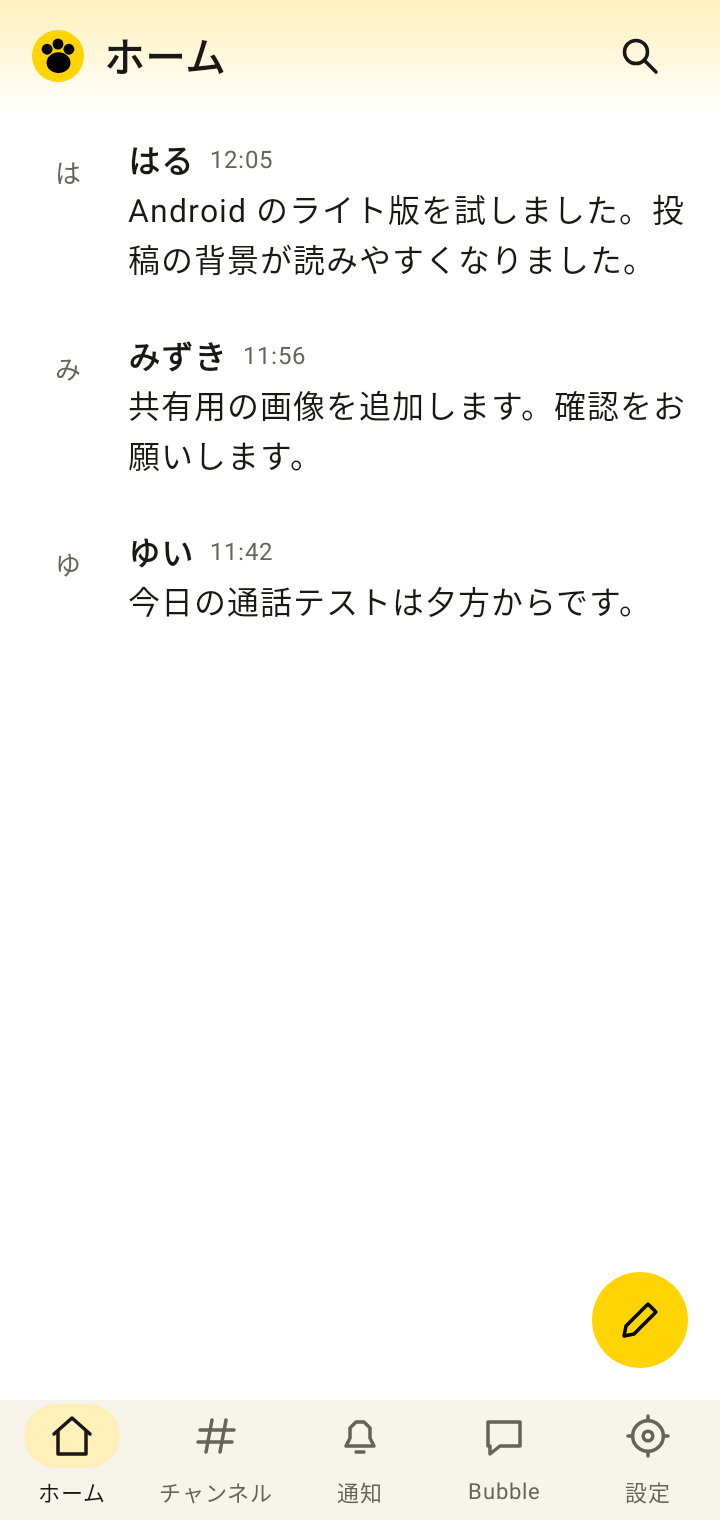 ホーム
は
はる 12:05
Android のライト版を試しました。投
稿の背景が読みやすくなりました。
み
みずき 11:56
共有用の画像を追加します。確認をお
願いします。
ゆ
ゆい 11:42
今日の通話テストは夕方からです。
ホーム
チャンネル
通知
Bubble
設定